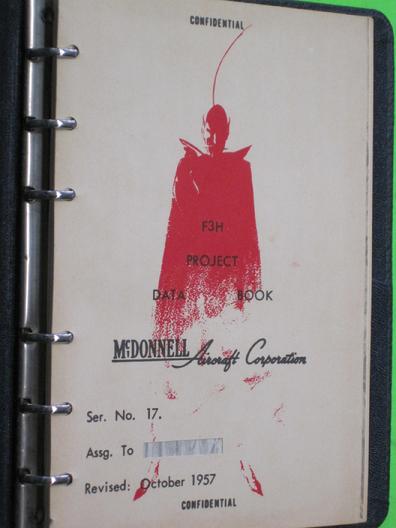 CONFIDENTIAL
F3H
PROJECT
DATA BOOK
McDONNELL Aircraft Corporation
Ser. No. 17.
Assg. To
Revised: October 1957
CONFIDENTIAL